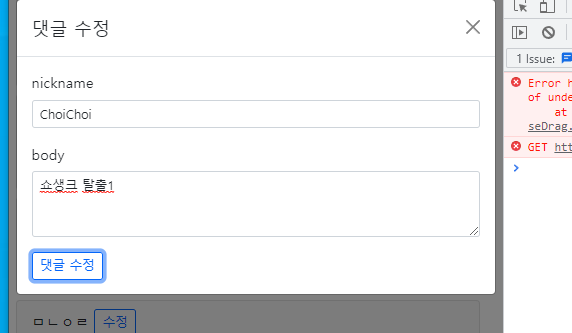 댓글 수정
nickname
ChoiChoi
body
쇼생크 탈출1
댓글 수정
ㅁㄴㅇㄹ 수정
1 Issue:
Error
of unde
at
seDrag.
GET htt